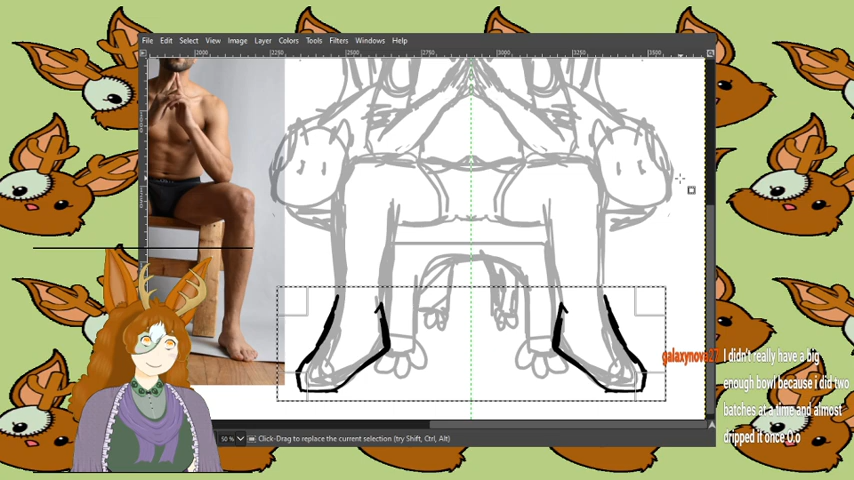 File Edit Select View Image Layer Colors Tools Filters Windows Help
2000 2250 2500 2750 3000 3250 3500
galaxynova27 I didn't really have a big
enough bowl because i did two
batches at a time and almost
dripped it once O.o
50 % Click-Drag to replace the current selection (try Shift, Ctrl, Alt)